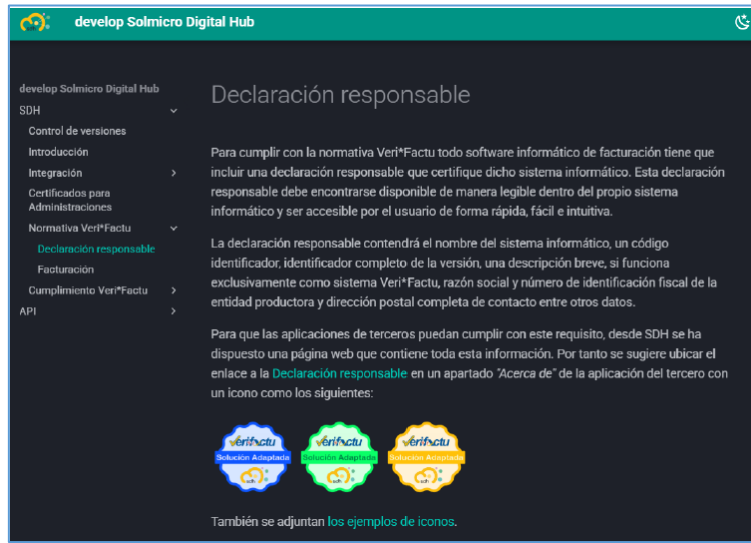 develop Solmicro Digital Hub
develop Solmicro Digital Hub
SDH
Control de versiones
Introducción
Integración
Certificados para
Administraciones
Normativa Veri*Factu
Declaración responsable
Facturación
Cumplimiento Veri*Factu
API
Declaración responsable
Para cumplir con la normativa Veri*Factu todo software informático de facturación tiene que
incluir una declaración responsable que certifique dicho sistema informático. Esta declaración
responsable debe encontrarse disponible de manera legible dentro del propio sistema
informático y ser accesible por el usuario de forma rápida, fácil e intuitiva.
La declaración responsable contendrá el nombre del sistema informático, un código
identificador, identificador completo de la versión, una descripción breve, si funciona
exclusivamente como sistema Veri*Factu, razón social y número de identificación fiscal de la
entidad productora y dirección postal completa de contacto entre otros datos.
Para que las aplicaciones de terceros puedan cumplir con este requisito, desde SDH se ha
dispuesto una página web que contiene toda esta información. Por tanto se sugiere ubicar el
enlace a la Declaración responsable en un apartado "Acerca de" de la aplicación del tercero con
un icono como los siguientes:
Verifactu Verifactu Verifactu
Solución Adaptada Solución Adaptada Solución Adaptada
sdh sdh sdh
También se adjuntan los ejemplos de iconos.